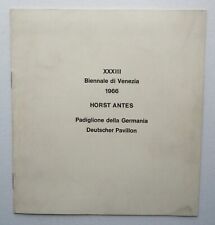 XXXIII
Biennale di Venezia
1966
HORST ANTES
Padiglione della Germania
Deutscher Pavillon